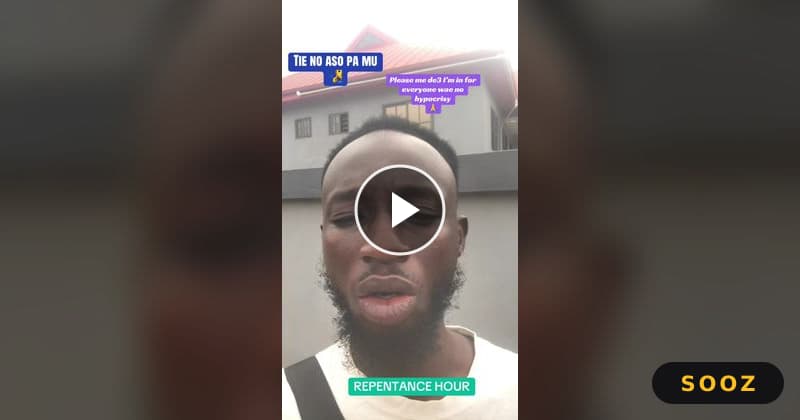 TIE NO ASO PA MU
Please me de3 I'm in for
everyone wae no
hypocrisy
REPENTANCE HOUR
SOOZ